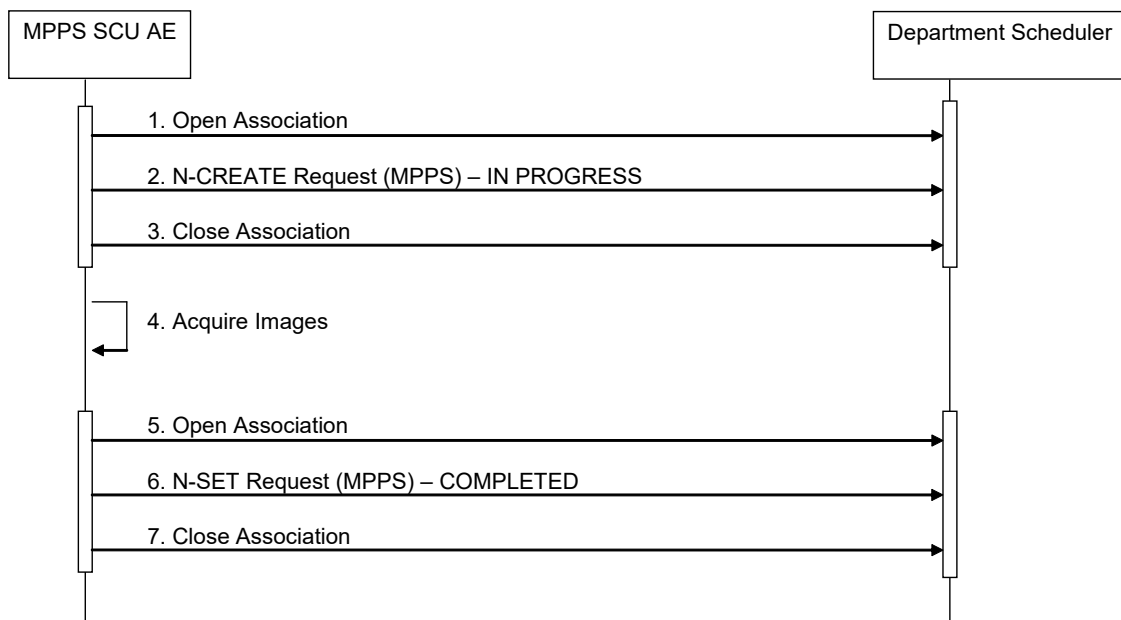 MPPS SCU AE
Department Scheduler
1. Open Association
2. N-CREATE Request (MPPS) – IN PROGRESS
3. Close Association
4. Acquire Images
5. Open Association
6. N-SET Request (MPPS) – COMPLETED
7. Close Association